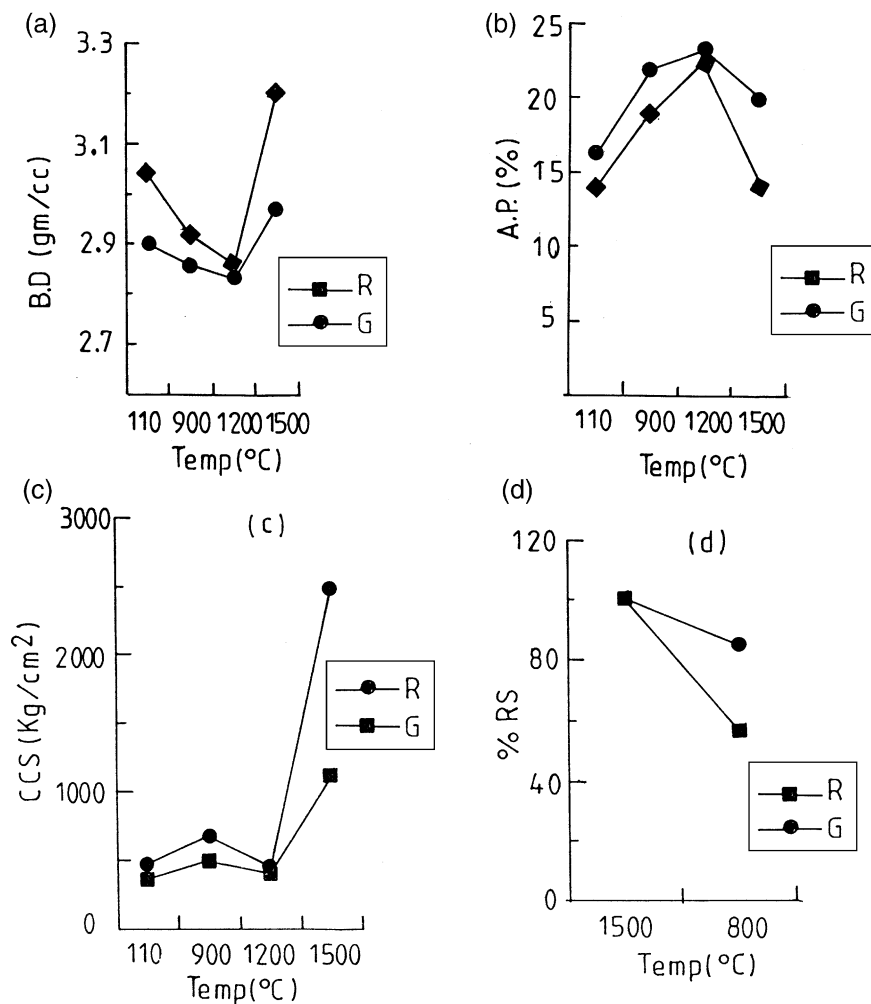 (a)
3.3
3.1
2.9
2.7
B.D (gm/cc)
R
G
110 900 1200 1500
Temp(°C)
(b)
25
20
15
10
5
A.P.(%)
R
G
110 900 1200 1500
Temp(°C)
(c)
(c)
3000
2000
1000
0
CCS(Kg/cm2)
R
G
110 900 1200 1500
Temp(°C)
(d)
(d)
120
80
40
0
% RS
R
G
1500 800
Temp(°C)